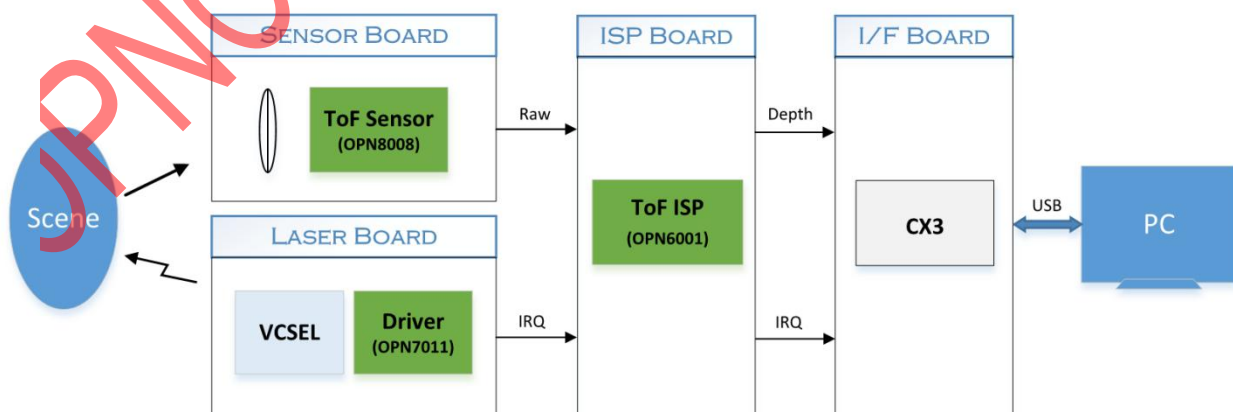 SENSOR BOARD
ISP BOARD
I/F BOARD
ToF Sensor
(OPN8008)
Raw
Depth
Scene
ToF ISP
(OPN6001)
CX3
USB
PC
LASER BOARD
VCSEL
Driver
(OPN7011)
IRQ
IRQ